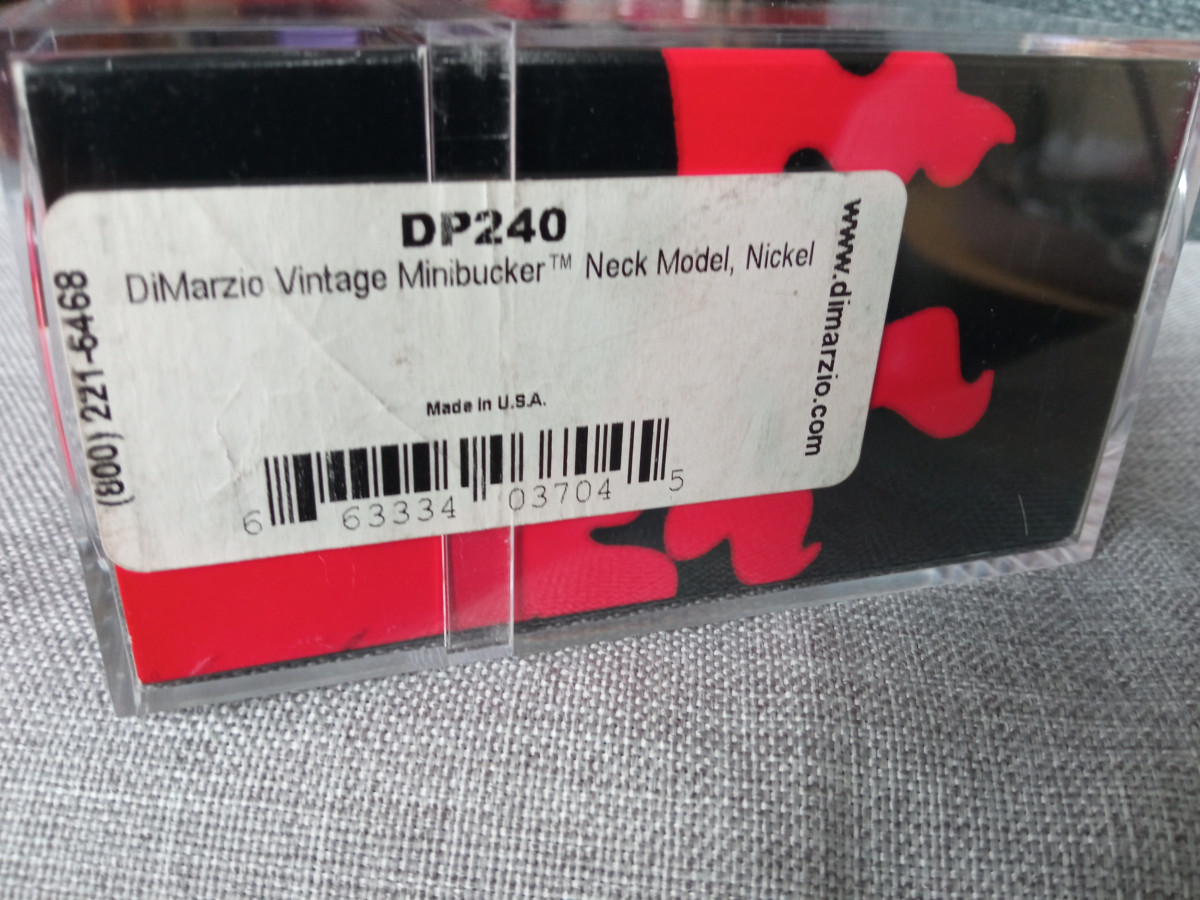 DP240
DiMarzio Vintage Minibucker™ Neck Model, Nickel
Made In U.S.A.
6 63334 03704 5
(800) 221-6468
www.dimarzio.com